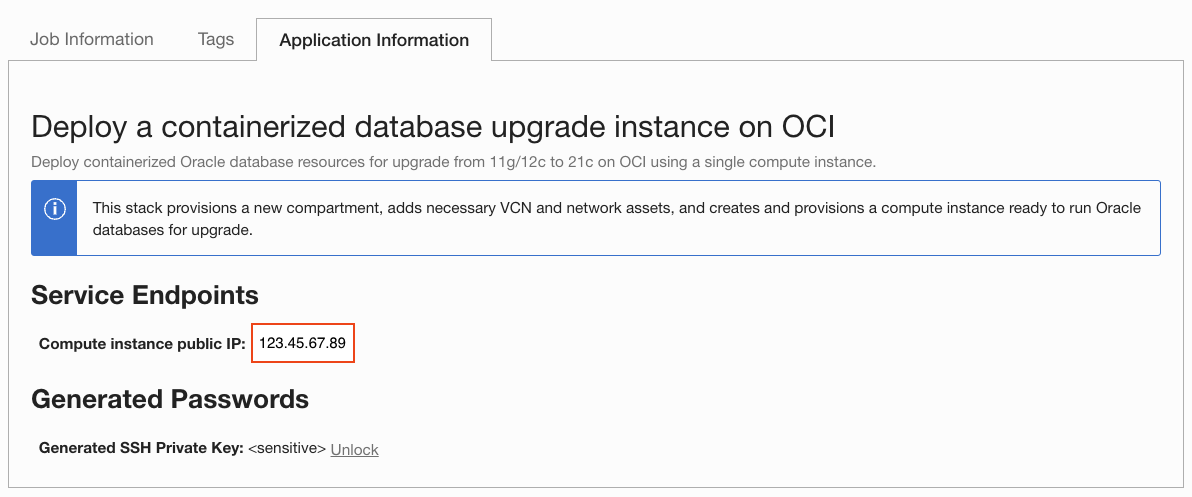 Job Information
Tags
Application Information
Deploy a containerized database upgrade instance on OCI
Deploy containerized Oracle database resources for upgrade from 11g/12c to 21c on OCI using a single compute instance.
This stack provisions a new compartment, adds necessary VCN and network assets, and creates and provisions a compute instance ready to run Oracle
databases for upgrade.
Service Endpoints
Compute instance public IP: 123.45.67.89
Generated Passwords
Generated SSH Private Key: <sensitive> Unlock